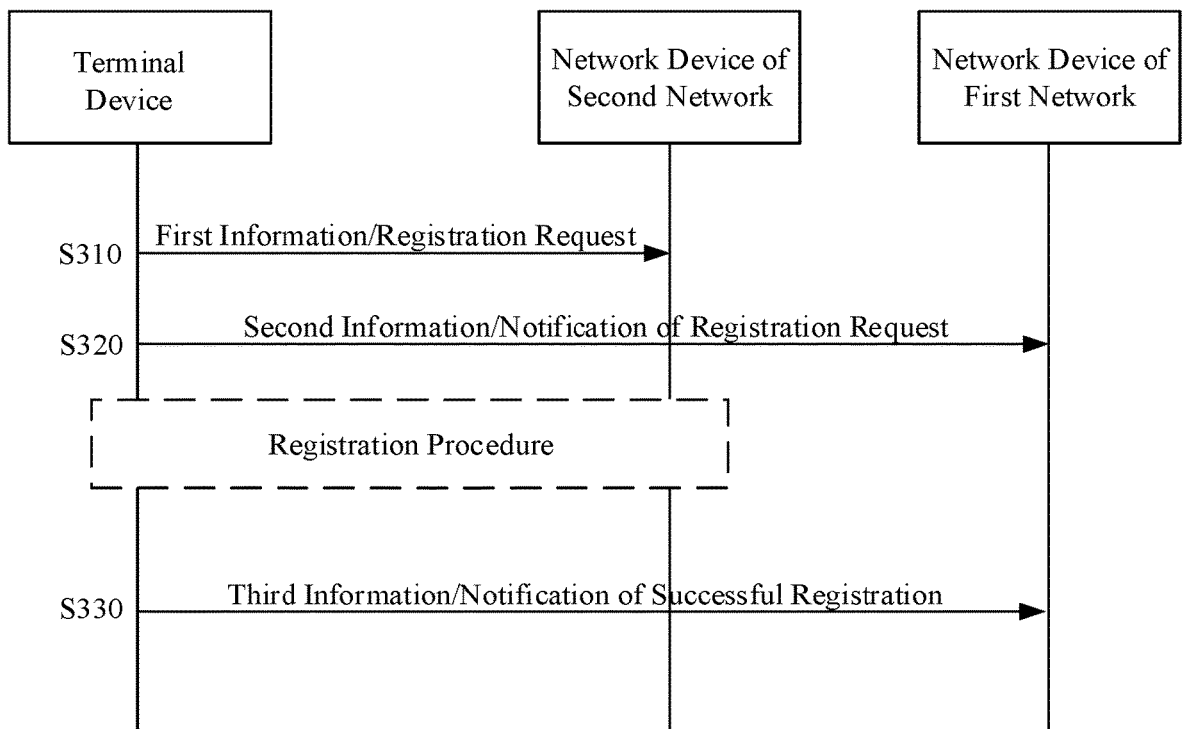 Terminal
Device
Network Device of
Second Network
Network Device of
First Network
S310
First Information/Registration Request
S320
Second Information/Notification of Registration Request
Registration Procedure
S330
Third Information/Notification of Successful Registration